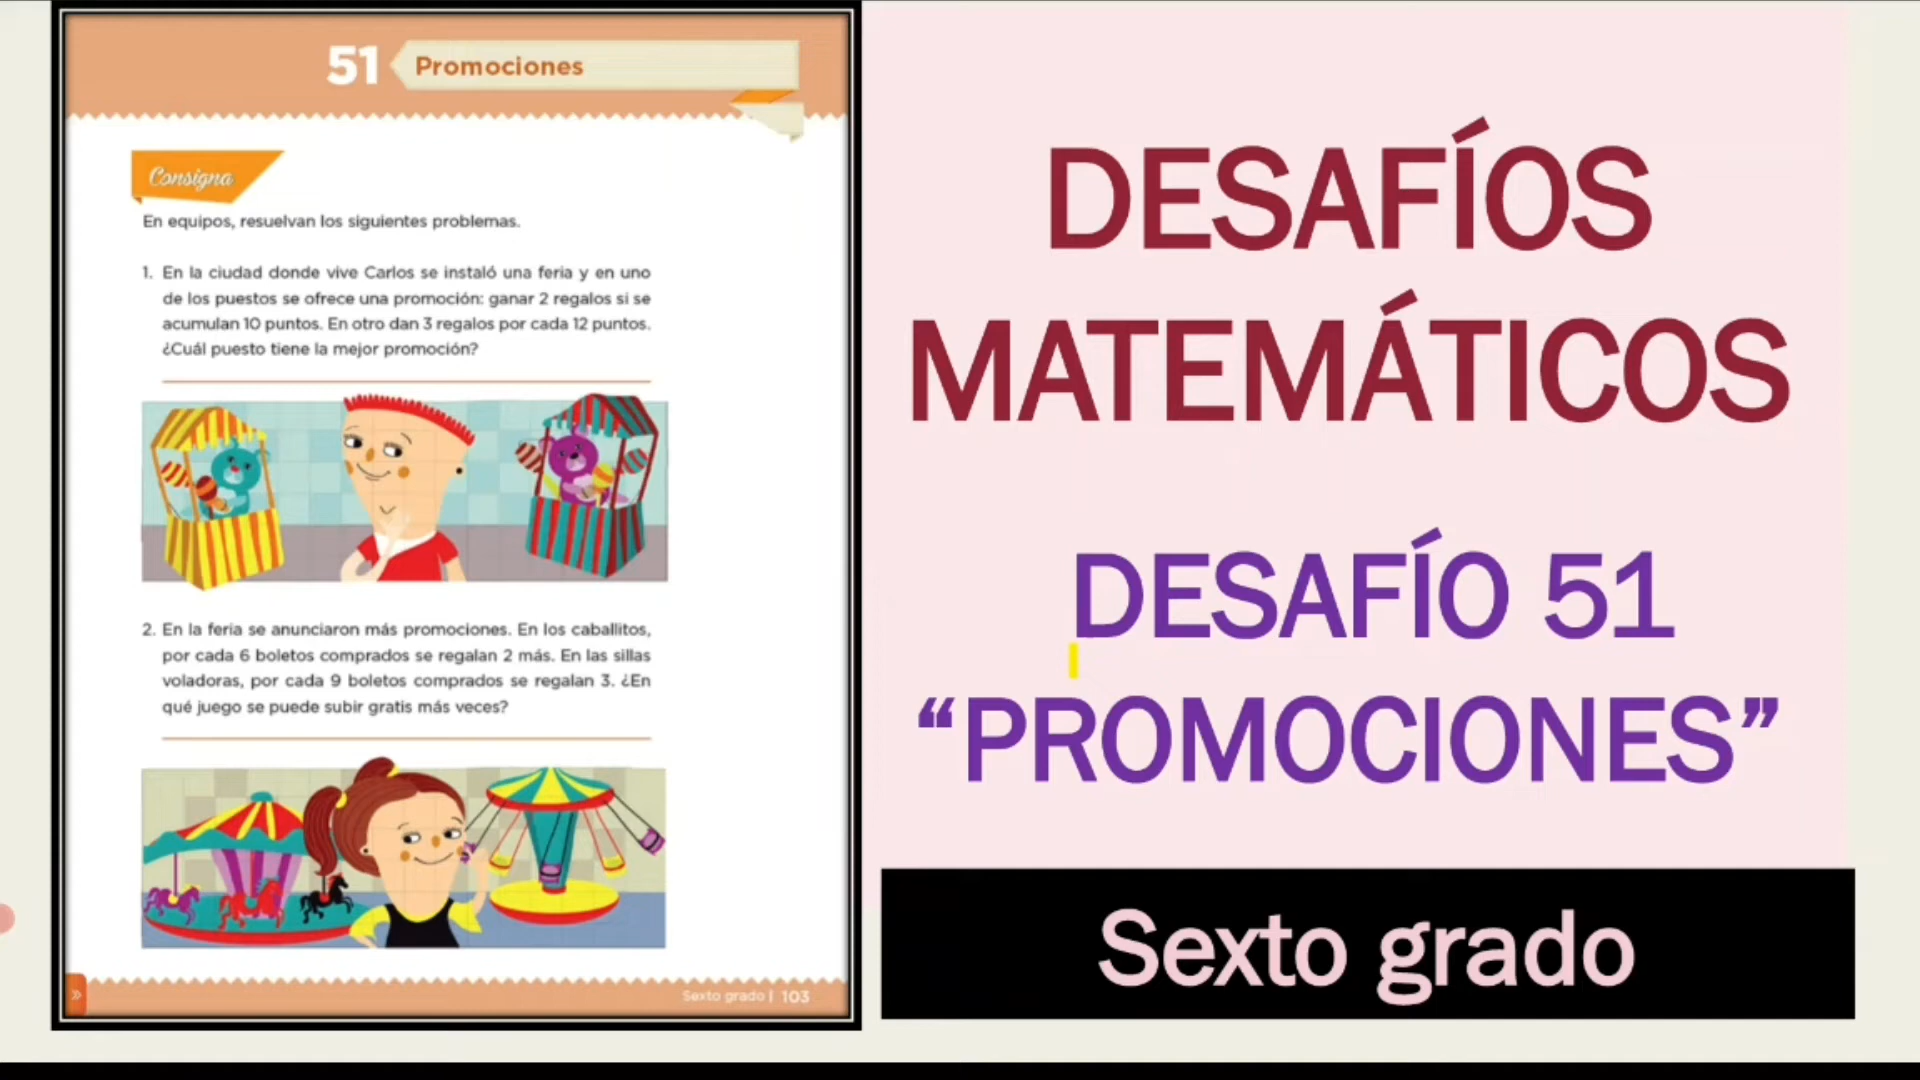 51 Promociones
Consigna
En equipos, resuelvan los siguientes problemas.
1. En la ciudad donde vive Carlos se instaló una feria y en uno
de los puestos se ofrece una promoción: ganar 2 regalos si se
acumulan 10 puntos. En otro dan 3 regalos por cada 12 puntos.
¿Cuál puesto tiene la mejor promoción?
2. En la feria se anunciaron más promociones. En los caballitos,
por cada 6 boletos comprados se regalan 2 más. En las sillas
voladoras, por cada 9 boletos comprados se regalan 3. ¿En
qué juego se puede subir gratis más veces?
Sexto grado | 103
DESAFÍOS
MATEMÁTICOS
DESAFÍO 51
“PROMOCIONES”
Sexto grado